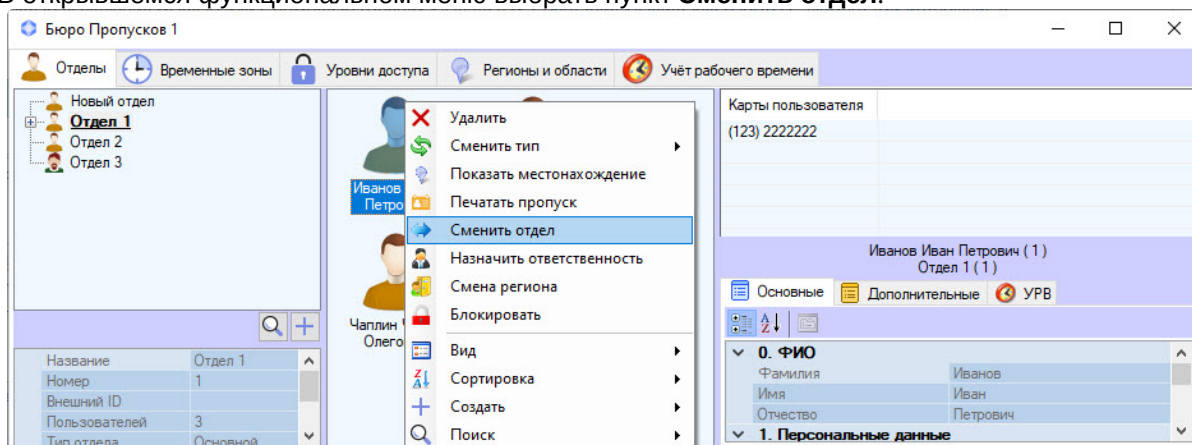 В открывшемся функциональном меню выбрать пункт Сменить отдел.
Бюро Пропусков 1
Отделы Временные зоны Уровни доступа Регионы и области Учёт рабочего времени
Новый отдел
Отдел 1
Отдел 2
Отдел 3
Название Отдел 1
Номер 1
Внешний ID
Пользователей 3
Тип отдела Основной
Иванов
Петро
Чаплин
Олего
Удалить
Сменить тип
Показать местонахождение
Печатать пропуск
Сменить отдел
Назначить ответственность
Смена региона
Блокировать
Вид
Сортировка
Создать
Поиск
Карты пользователя
(123) 2222222
Иванов Иван Петрович ( 1 )
Отдел 1 ( 1 )
Основные Дополнительные УРВ
0. ФИО
Фамилия Иванов
Имя Иван
Отчество Петрович
1. Персональные данные